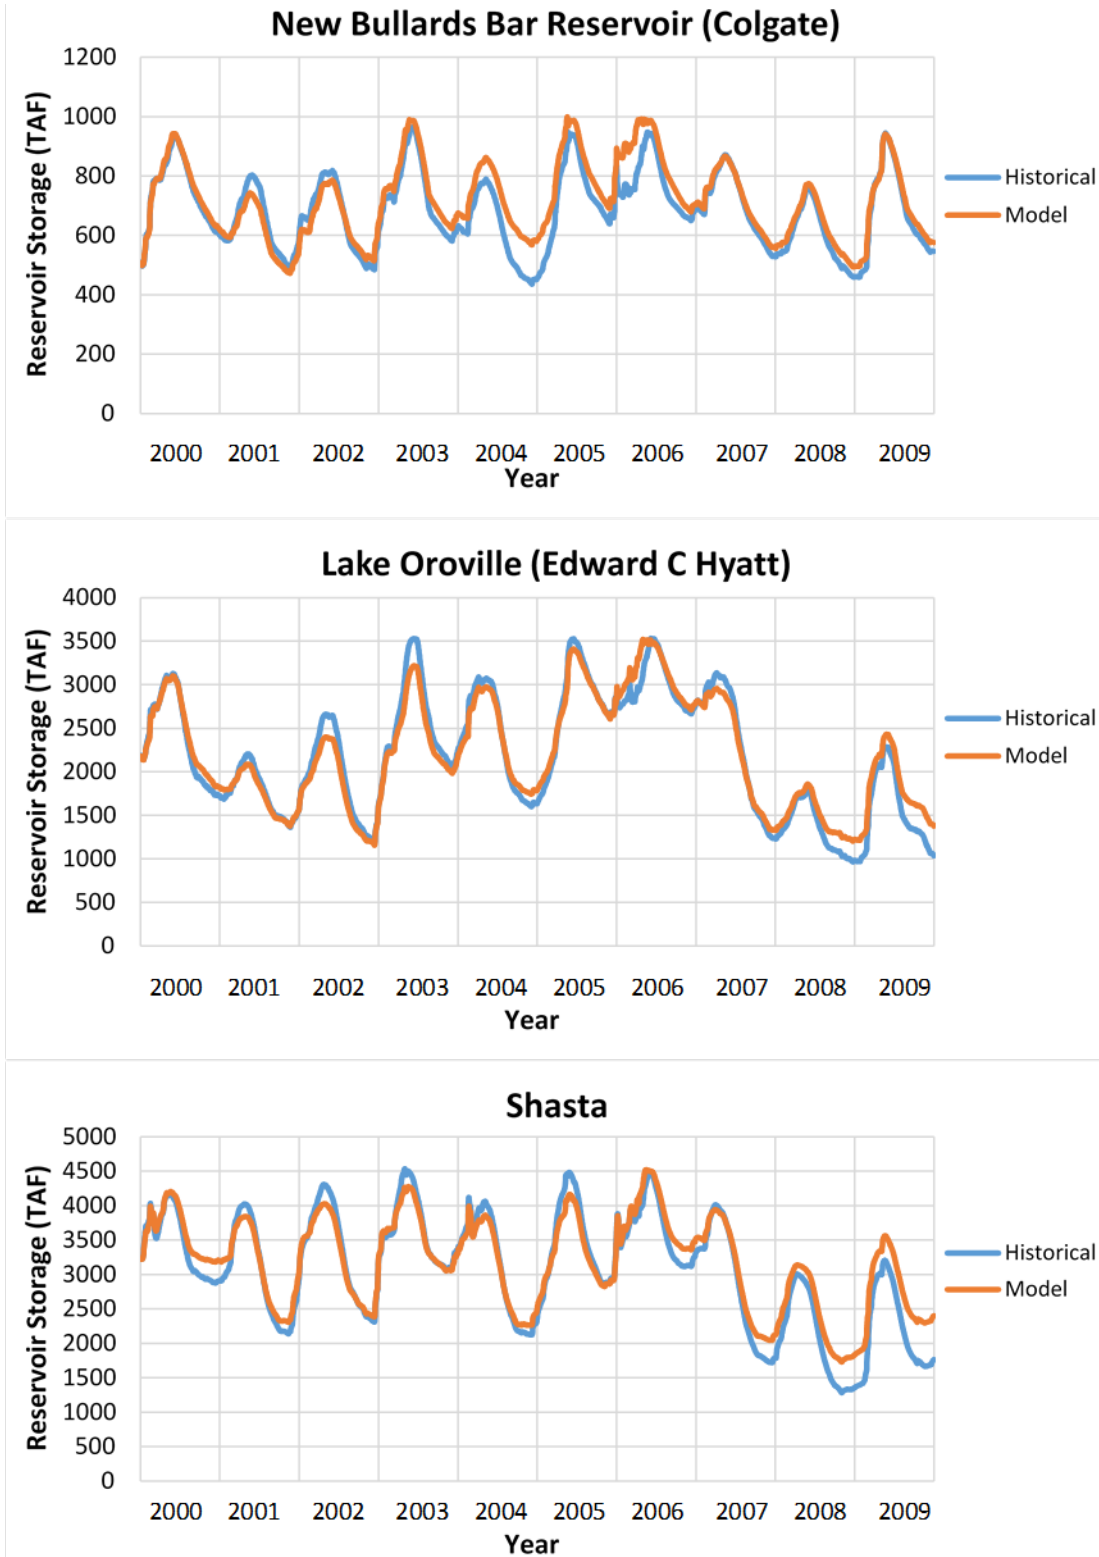 New Bullards Bar Reservoir (Colgate)
Reservoir Storage (TAF)
1200
1000
800
600
400
200
0
2000 2001 2002 2003 2004 2005 2006 2007 2008 2009
Year
Historical
Model
Lake Oroville (Edward C Hyatt)
Reservoir Storage (TAF)
4000
3500
3000
2500
2000
1500
1000
500
0
2000 2001 2002 2003 2004 2005 2006 2007 2008 2009
Year
Historical
Model
Shasta
Reservoir Storage (TAF)
5000
4500
4000
3500
3000
2500
2000
1500
1000
500
0
2000 2001 2002 2003 2004 2005 2006 2007 2008 2009
Year
Historical
Model